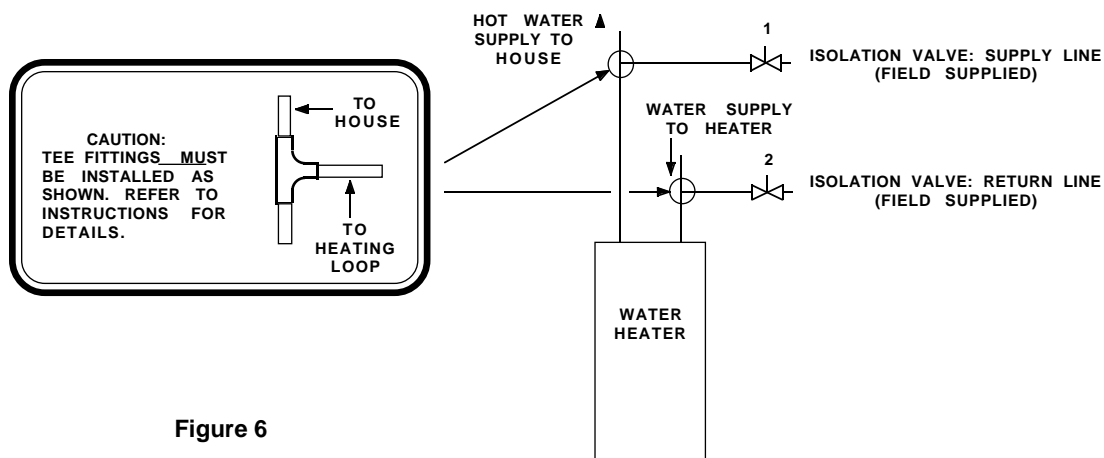 HOT WATER
SUPPLY TO
HOUSE
1
ISOLATION VALVE: SUPPLY LINE
(FIELD SUPPLIED)
TO
HOUSE
CAUTION:
TEE FITTINGS MUST
BE INSTALLED AS
SHOWN. REFER TO
INSTRUCTIONS FOR
DETAILS.
TO
HEATING
LOOP
WATER SUPPLY
TO HEATER
2
ISOLATION VALVE: RETURN LINE
(FIELD SUPPLIED)
WATER
HEATER
Figure 6